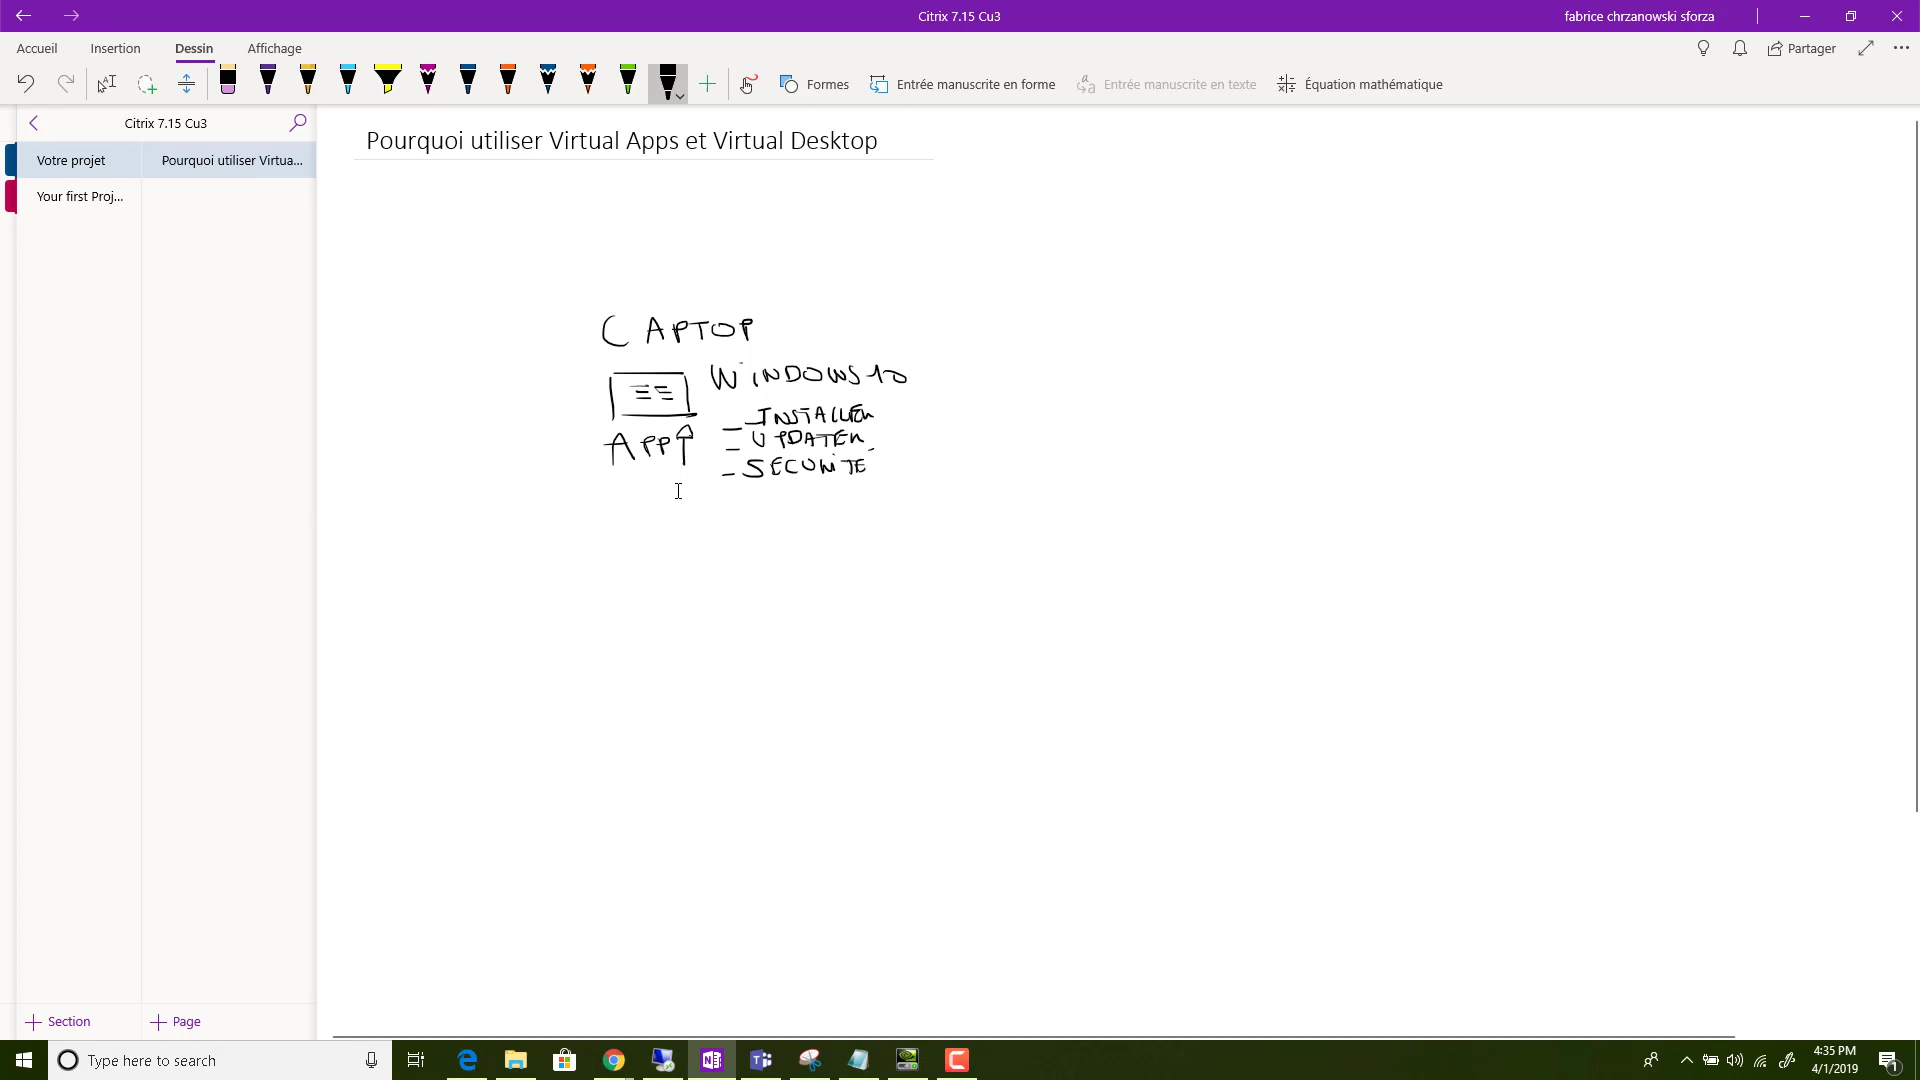 Citrix 7.15 Cu3
fabrice chrzanowski sforza
Accueil
Insertion
Dessin
Affichage
Partager
Formes
Entrée manuscrite en forme
Entrée manuscrite en texte
Équation mathématique
Citrix 7.15 Cu3
Votre projet
Pourquoi utiliser Virtua...
Your first Proj...
Pourquoi utiliser Virtual Apps et Virtual Desktop
LAPTOP
WINDOWS 10
- INSTALLER
- UPDATER
- SECURITE
APP
Section
Page
Type here to search
4:35 PM
4/1/2019
1